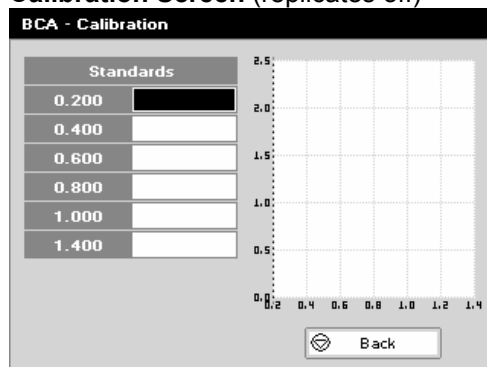 Calibration Screen (replicates off)
BCA - Calibration
Standards
0.200
0.400
0.600
0.800
1.000
1.400
2.5
2.0
1.5
1.0
0.5
0.0
0.2 0.4 0.6 0.8 1.0 1.2 1.4
Back